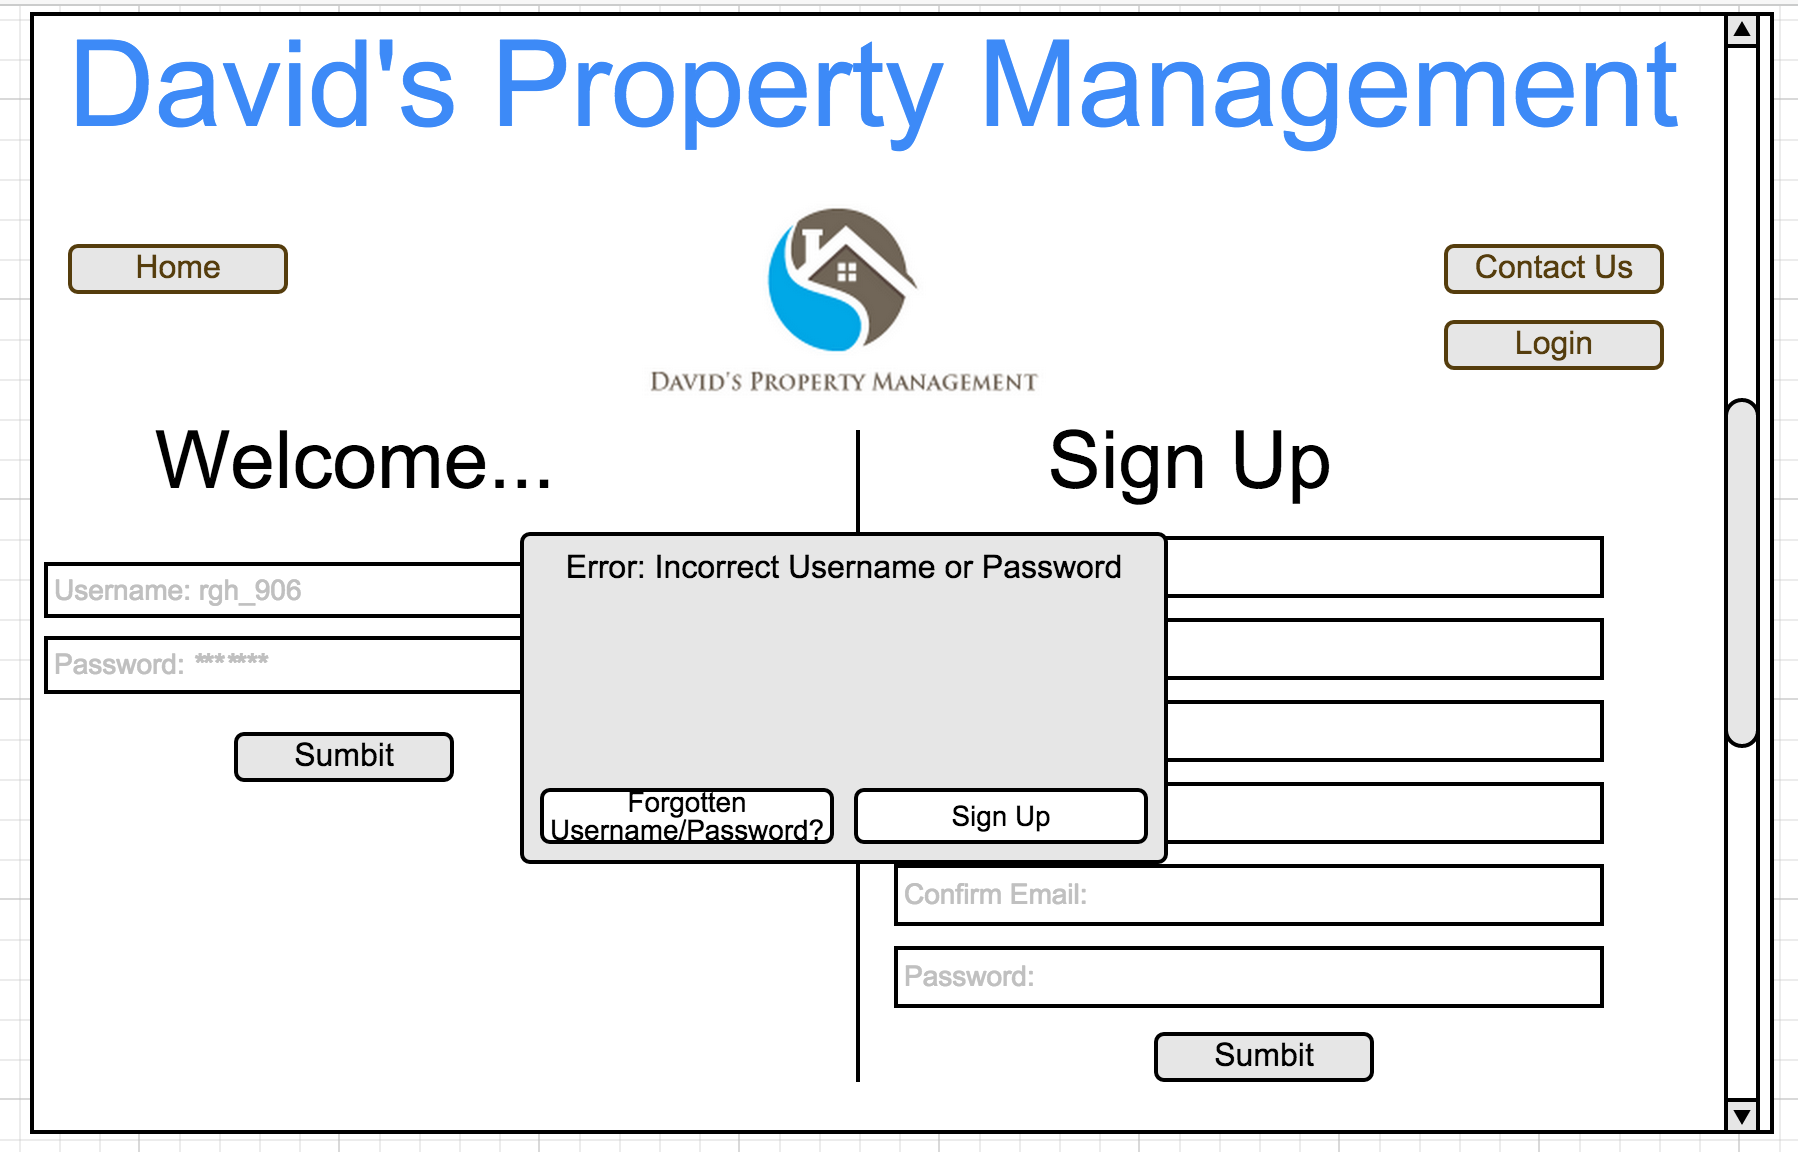 David's Property Management
Home
Contact Us
Login
DAVID'S PROPERTY MANAGEMENT
Welcome...
Sign Up
Username: rgh_906
Password: *******
Sumbit
Error: Incorrect Username or Password
Forgotten
Username/Password?
Sign Up
Confirm Email:
Password:
Sumbit